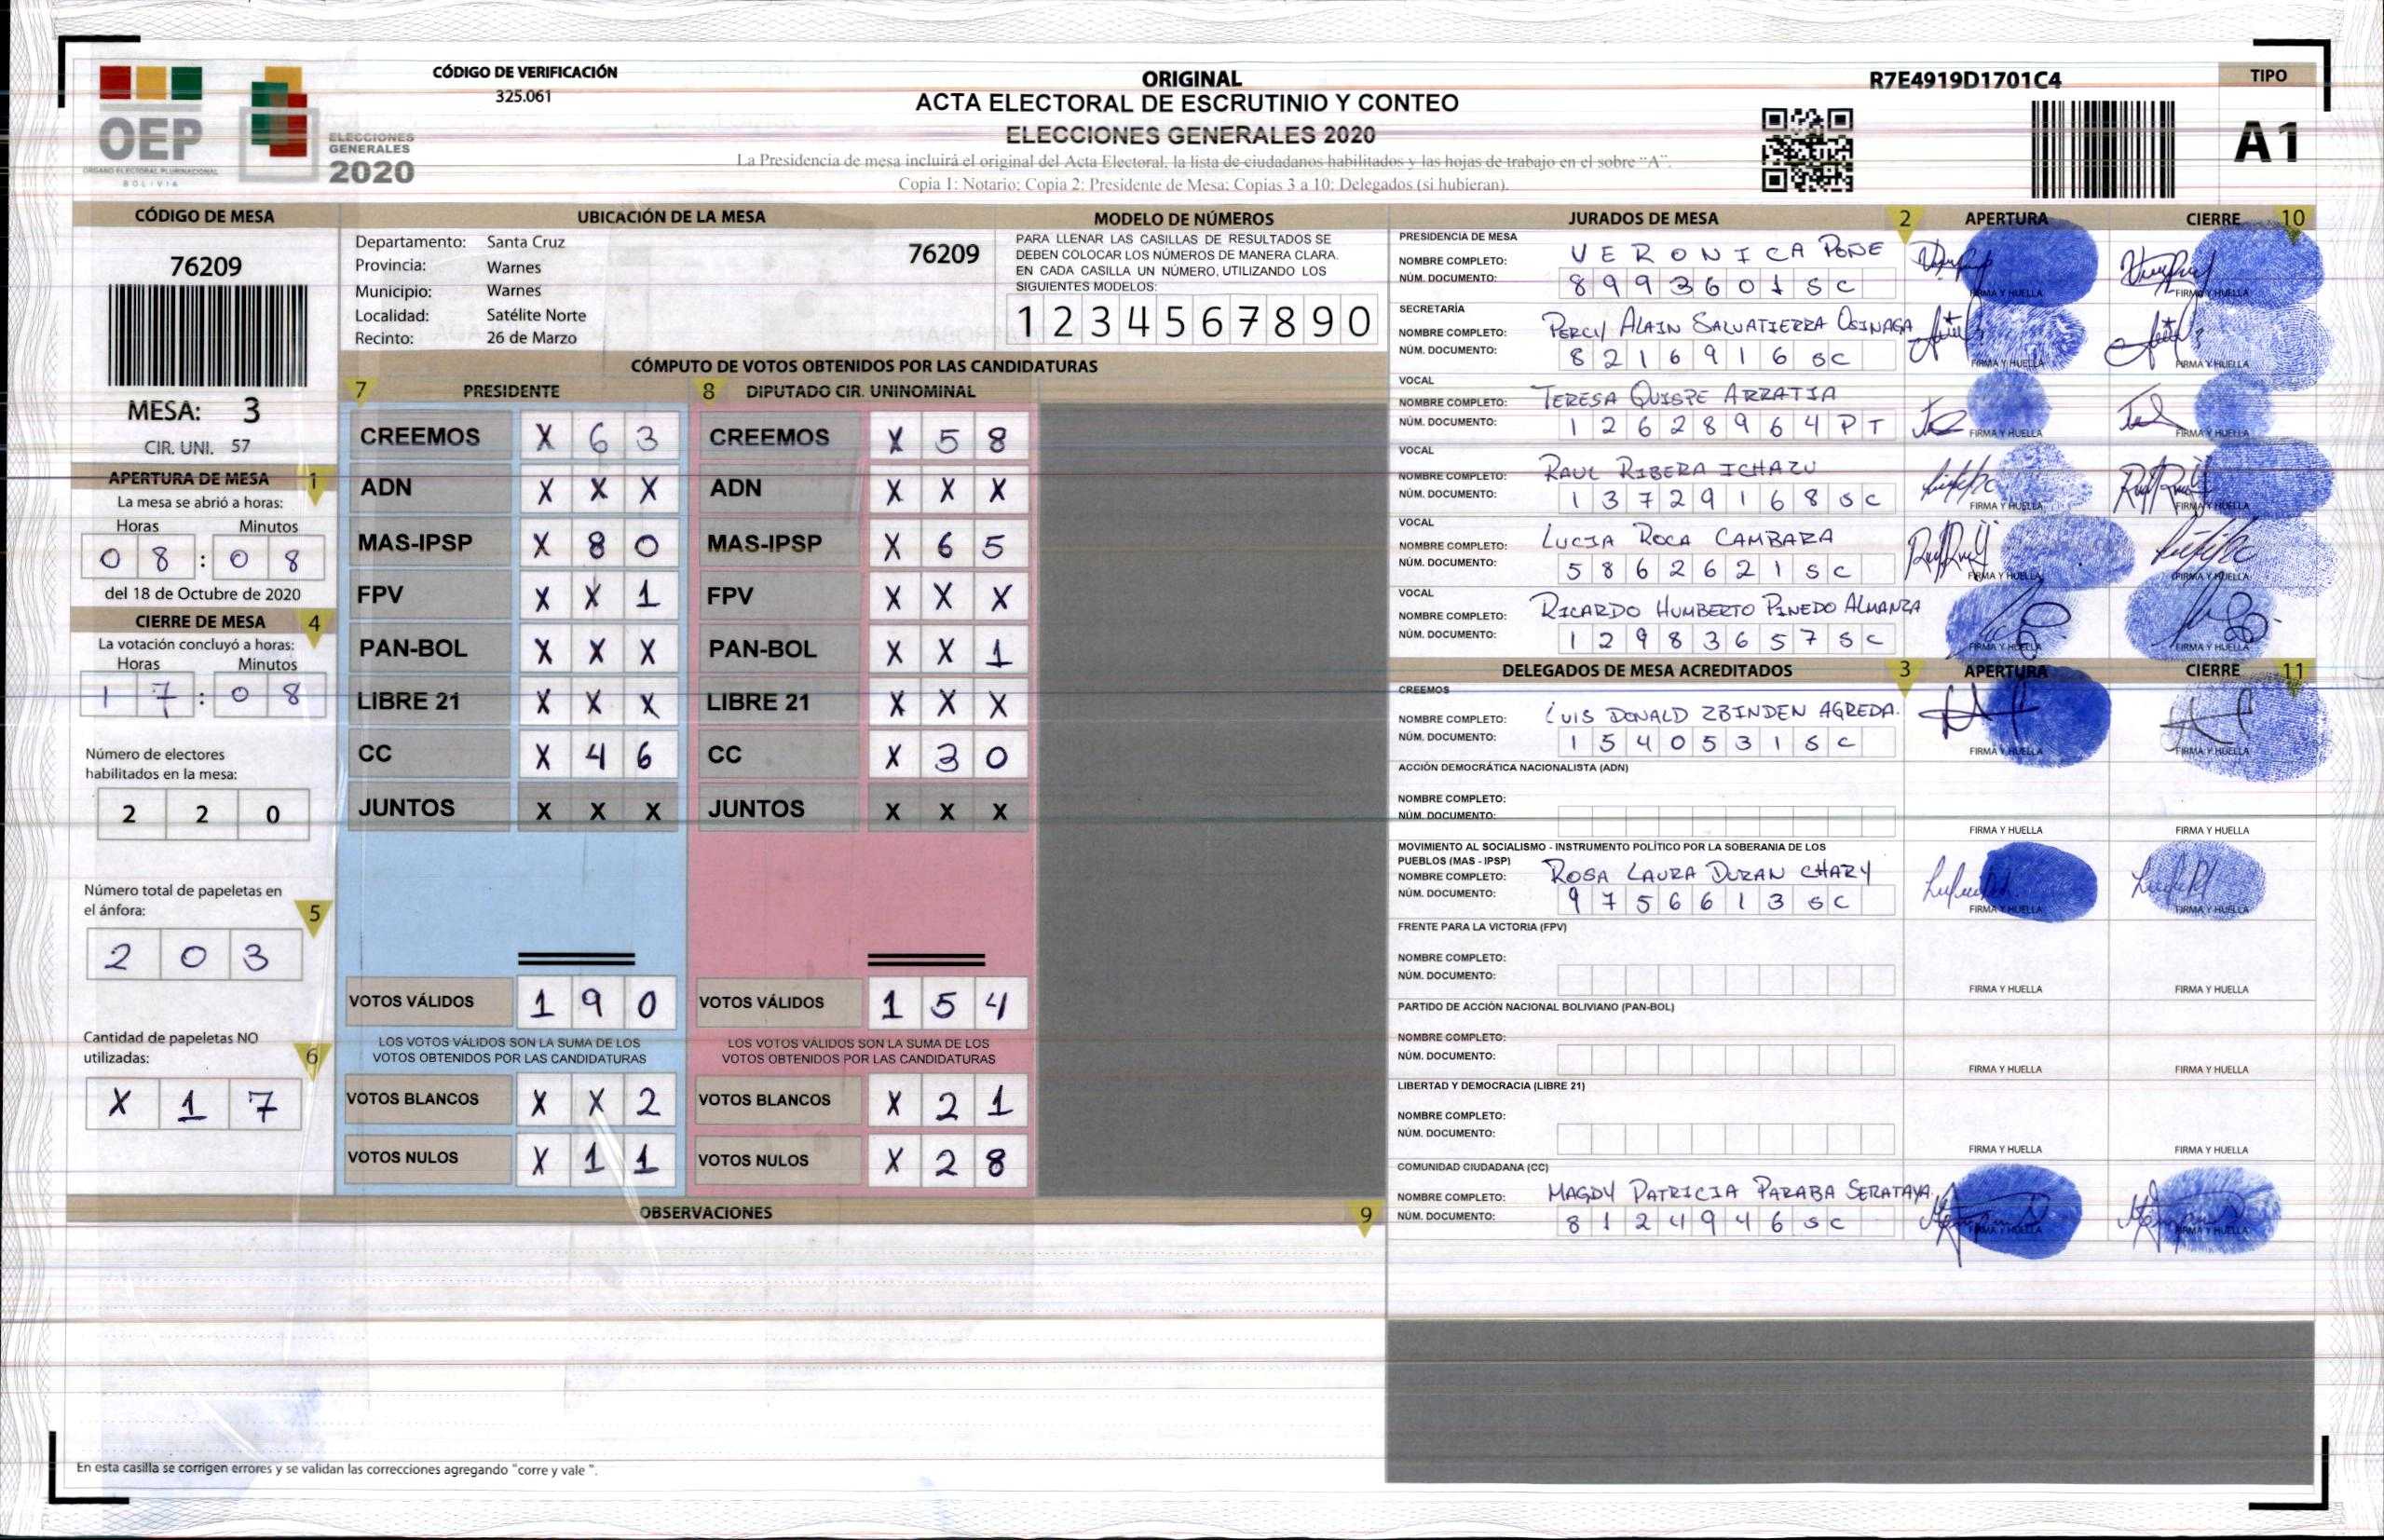 OEP
ÓRGANO ELECTORAL PLURINACIONAL
BOLIVIA
ELECCIONES
GENERALES
2020
CÓDIGO DE VERIFICACIÓN
325.061
ORIGINAL
ACTA ELECTORAL DE ESCRUTINIO Y CONTEO
ELECCIONES GENERALES 2020
La Presidencia de mesa incluirá el original del Acta Electoral, la lista de ciudadanos habilitados y las hojas de trabajo en el sobre "A".
Copia 1: Notario; Copia 2: Presidente de Mesa; Copias 3 a 10: Delegados (si hubieran).
R7E4919D1701C4
TIPO
A1
CÓDIGO DE MESA
76209
MESA: 3
CIR. UNI. 57
APERTURA DE MESA 1
La mesa se abrió a horas:
Horas Minutos
0 8 : 0 8
del 18 de Octubre de 2020
CIERRE DE MESA 4
La votación concluyó a horas:
Horas Minutos
1 7 : 0 8
Número de electores
habilitados en la mesa:
2 2 0
Número total de papeletas en
el ánfora: 5
2 0 3
Cantidad de papeletas NO
utilizadas: 6
X 1 7
UBICACIÓN DE LA MESA
Departamento: Santa Cruz 76209
Provincia: Warnes
Municipio: Warnes
Localidad: Satélite Norte
Recinto: 26 de Marzo
MODELO DE NÚMEROS
PARA LLENAR LAS CASILLAS DE RESULTADOS SE
DEBEN COLOCAR LOS NÚMEROS DE MANERA CLARA.
EN CADA CASILLA UN NÚMERO, UTILIZANDO LOS
SIGUIENTES MODELOS:
1 2 3 4 5 6 7 8 9 0
CÓMPUTO DE VOTOS OBTENIDOS POR LAS CANDIDATURAS
7 PRESIDENTE
CREEMOS X 6 3
ADN X X X
MAS-IPSP X 8 0
FPV X X 1
PAN-BOL X X X
LIBRE 21 X X X
CC X 4 6
JUNTOS X X X
VOTOS VÁLIDOS 1 9 0
LOS VOTOS VÁLIDOS SON LA SUMA DE LOS
VOTOS OBTENIDOS POR LAS CANDIDATURAS
VOTOS BLANCOS X X 2
VOTOS NULOS X 1 1
8 DIPUTADO CIR. UNINOMINAL
CREEMOS X 5 8
ADN X X X
MAS-IPSP X 6 5
FPV X X X
PAN-BOL X X 1
LIBRE 21 X X X
CC X 3 0
JUNTOS X X X
VOTOS VÁLIDOS 1 5 4
LOS VOTOS VÁLIDOS SON LA SUMA DE LOS
VOTOS OBTENIDOS POR LAS CANDIDATURAS
VOTOS BLANCOS X 2 1
VOTOS NULOS X 2 8
OBSERVACIONES 9
En esta casilla se corrigen errores y se validan las correcciones agregando "corre y vale ".
JURADOS DE MESA 2 APERTURA CIERRE 10
PRESIDENCIA DE MESA
NOMBRE COMPLETO: VERONICA POÑE
NÚM. DOCUMENTO: 8 9 9 3 6 0 1 S C
FIRMA Y HUELLA FIRMA Y HUELLA
SECRETARÍA
NOMBRE COMPLETO: PERCY ALAIN SALVATIERRA OSINAGA
NÚM. DOCUMENTO: 8 2 1 6 9 1 6 S C
FIRMA Y HUELLA FIRMA Y HUELLA
VOCAL
NOMBRE COMPLETO: TERESA QUISPE ARRATIA
NÚM. DOCUMENTO: 1 2 6 2 8 9 6 4 P T
FIRMA Y HUELLA FIRMA Y HUELLA
VOCAL
NOMBRE COMPLETO: RAUL RIBERA ICHAZU
NÚM. DOCUMENTO: 1 3 7 2 9 1 6 8 S C
FIRMA Y HUELLA FIRMA Y HUELLA
VOCAL
NOMBRE COMPLETO: LUCIA ROCA CAMBARA
NÚM. DOCUMENTO: 5 8 6 2 6 2 1 S C
FIRMA Y HUELLA FIRMA Y HUELLA
VOCAL
NOMBRE COMPLETO: RICARDO HUMBERTO PINEDO ALMANZA
NÚM. DOCUMENTO: 1 2 9 8 3 6 5 7 S C
FIRMA Y HUELLA FIRMA Y HUELLA
DELEGADOS DE MESA ACREDITADOS 3 APERTURA CIERRE 11
CREEMOS
NOMBRE COMPLETO: LUIS DONALD ZBINDEN AGREDA.
NÚM. DOCUMENTO: 1 5 4 0 5 3 1 S C
FIRMA Y HUELLA FIRMA Y HUELLA
ACCIÓN DEMOCRÁTICA NACIONALISTA (ADN)
NOMBRE COMPLETO:
NÚM. DOCUMENTO:
FIRMA Y HUELLA FIRMA Y HUELLA
MOVIMIENTO AL SOCIALISMO - INSTRUMENTO POLÍTICO POR LA SOBERANIA DE LOS
PUEBLOS (MAS - IPSP)
NOMBRE COMPLETO: ROSA LAURA DURAN CHARY
NÚM. DOCUMENTO: 9 7 5 6 6 1 3 S C
FIRMA Y HUELLA FIRMA Y HUELLA
FRENTE PARA LA VICTORIA (FPV)
NOMBRE COMPLETO:
NÚM. DOCUMENTO:
FIRMA Y HUELLA FIRMA Y HUELLA
PARTIDO DE ACCIÓN NACIONAL BOLIVIANO (PAN-BOL)
NOMBRE COMPLETO:
NÚM. DOCUMENTO:
FIRMA Y HUELLA FIRMA Y HUELLA
LIBERTAD Y DEMOCRACIA (LIBRE 21)
NOMBRE COMPLETO:
NÚM. DOCUMENTO:
FIRMA Y HUELLA FIRMA Y HUELLA
COMUNIDAD CIUDADANA (CC)
NOMBRE COMPLETO: MAGDY PATRICIA PARABA SERATAYA
NÚM. DOCUMENTO: 8 1 2 4 9 4 6 S C
FIRMA Y HUELLA FIRMA Y HUELLA